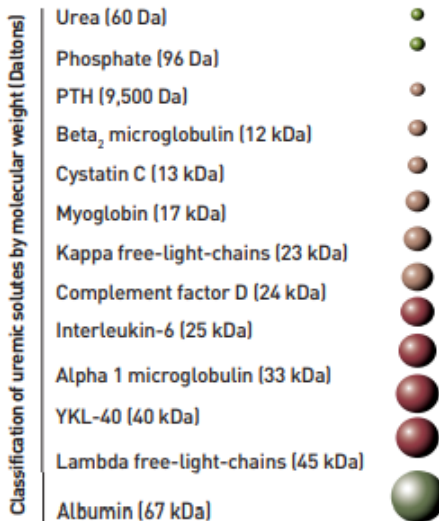 Classification of uremic solutes by molecular weight (Daltons)
Urea (60 Da)
Phosphate (96 Da)
PTH (9,500 Da)
Beta₂ microglobulin (12 kDa)
Cystatin C (13 kDa)
Myoglobin (17 kDa)
Kappa free-light-chains (23 kDa)
Complement factor D (24 kDa)
Interleukin-6 (25 kDa)
Alpha 1 microglobulin (33 kDa)
YKL-40 (40 kDa)
Lambda free-light-chains (45 kDa)
Albumin (67 kDa)